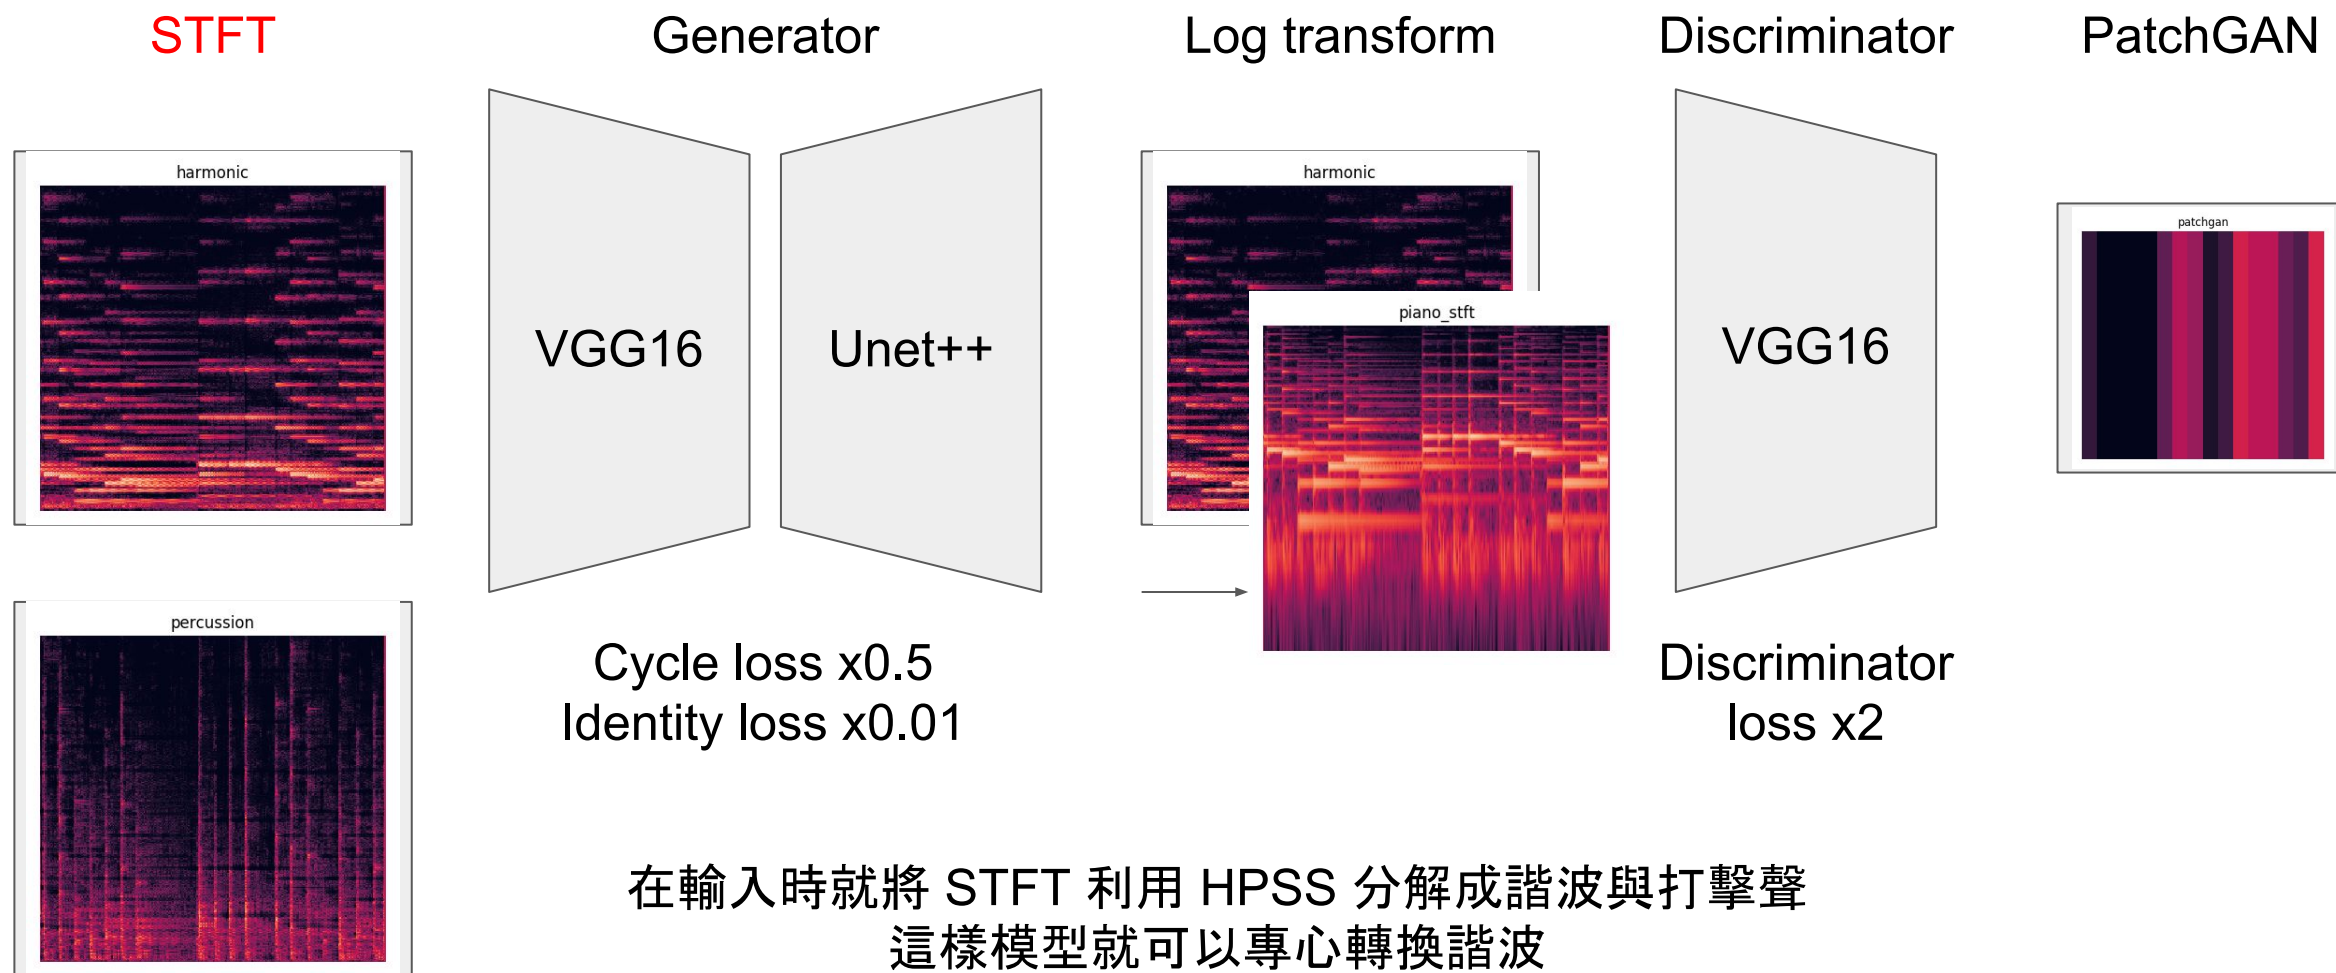 STFT
Generator
Log transform
Discriminator
PatchGAN
harmonic
harmonic
patchgan
piano_stft
VGG16
Unet++
VGG16
percussion
Cycle loss x0.5
Identity loss x0.01
Discriminator
loss x2
在輸入時就將 STFT 利用 HPSS 分解成諧波與打擊聲
這樣模型就可以專心轉換諧波